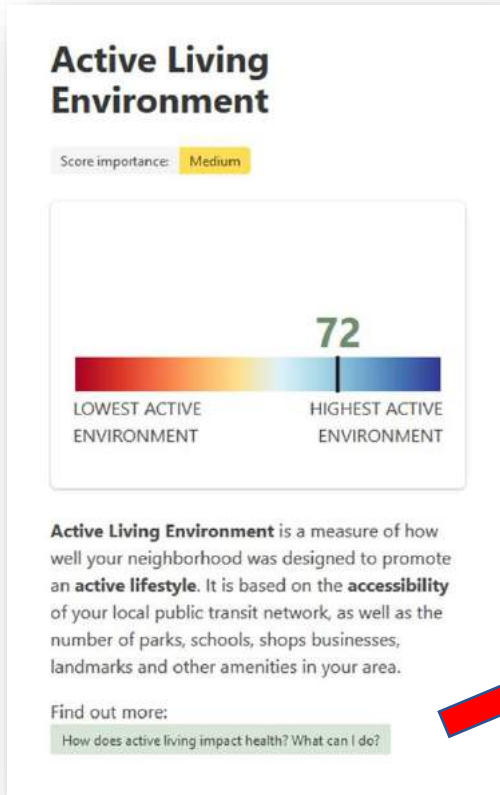 Active Living
Environment
Score importance: Medium
72
LOWEST ACTIVE
ENVIRONMENT
HIGHEST ACTIVE
ENVIRONMENT
Active Living Environment is a measure of how
well your neighborhood was designed to promote
an active lifestyle. It is based on the accessibility
of your local public transit network, as well as the
number of parks, schools, shops businesses,
landmarks and other amenities in your area.
Find out more:
How does active living impact health? What can I do?